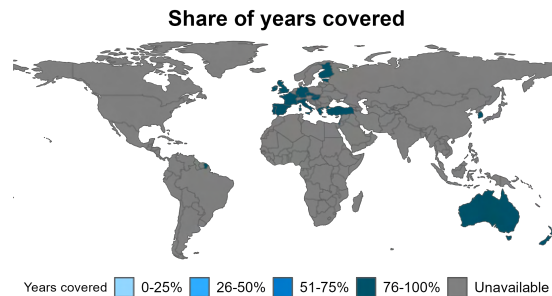 Share of years covered
Years covered 0-25% 26-50% 51-75% 76-100% Unavailable